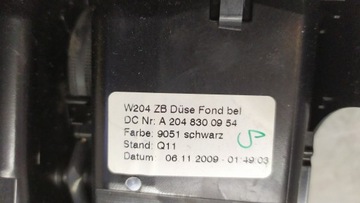 W204 ZB Düse Fond bel
DC Nr: A 204 830 09 54
Farbe: 9051 schwarz
Stand: Q11
Datum: 06 11 2009 - 01:49:03